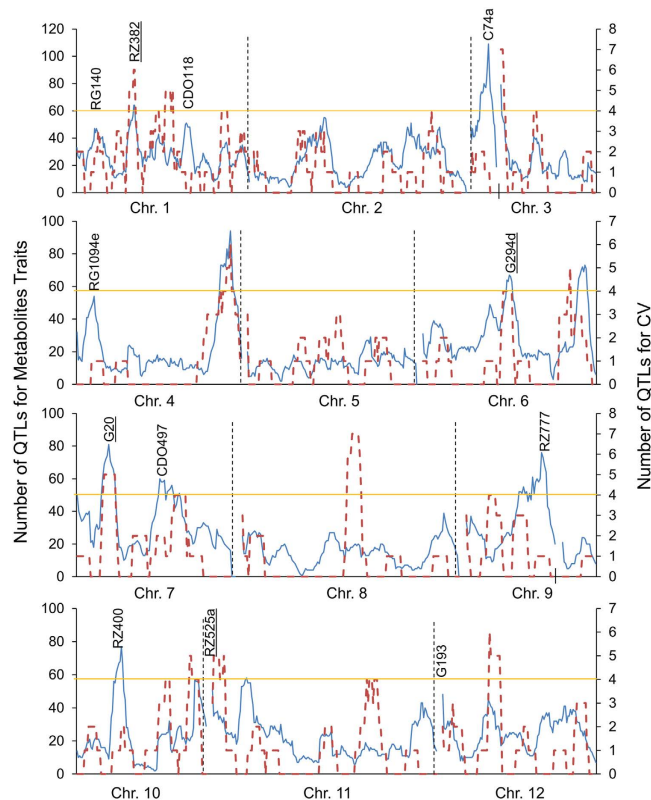 Number of QTLs for Metabolites Traits
Number of QTLs for CV
120
100
80
60
40
20
0
RG140
RZ382
CDO118
C74a
8
7
6
5
4
3
2
1
0
Chr. 1
Chr. 2
Chr. 3
100
80
60
40
20
0
RG1094e
G294d
7
6
5
4
3
2
1
0
Chr. 4
Chr. 5
Chr. 6
100
80
60
40
20
0
G20
CDO497
RZ777
8
7
6
5
4
3
2
1
0
Chr. 7
Chr. 8
Chr. 9
100
80
60
40
20
0
RZ400
RZ525a
G193
7
6
5
4
3
2
1
0
Chr. 10
Chr. 11
Chr. 12